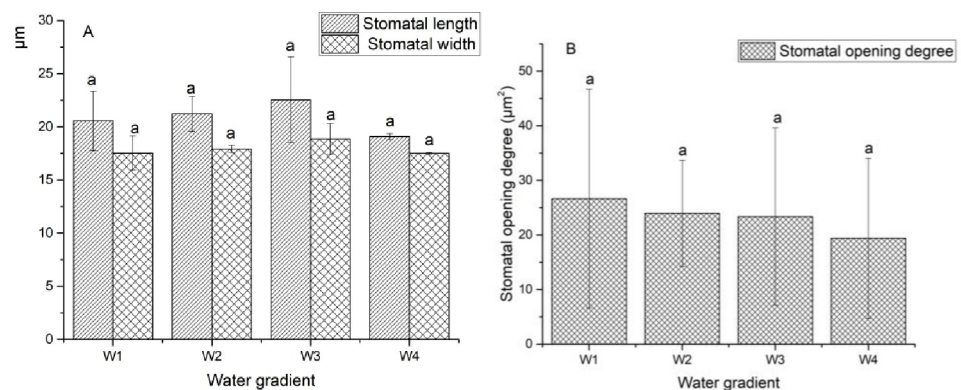 A
μm
Stomatal length
Stomatal width
30
25
20
15
10
5
0
a
a
a
a
a
a
a
a
W1
W2
W3
W4
Water gradient
B
Stomatal opening degree
Stomatal opening degree (μm²)
50
40
30
20
10
0
a
a
a
a
W1
W2
W3
W4
Water gradient